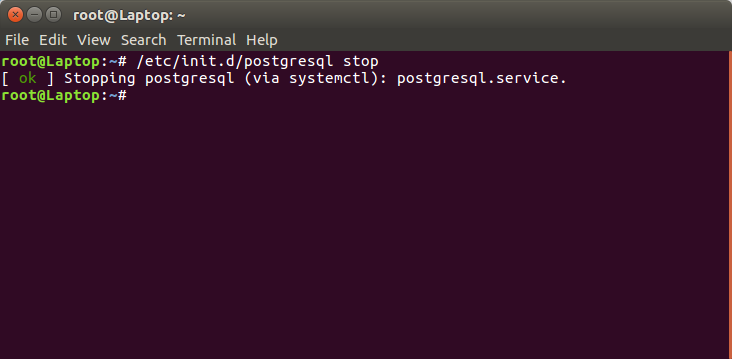 root@Laptop: ~
File Edit View Search Terminal Help
root@Laptop:~# /etc/init.d/postgresql stop
[ ok ] Stopping postgresql (via systemctl): postgresql.service.
root@Laptop:~#